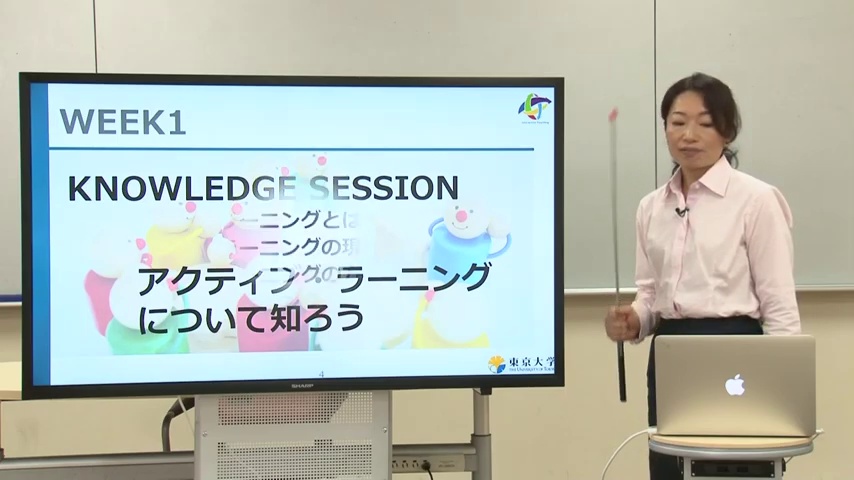 WEEK1
KNOWLEDGE SESSION
ーニングとは
ーニングの現
グの
アクティブ・ラーニング
について知ろう
4
東京大学
SHARP